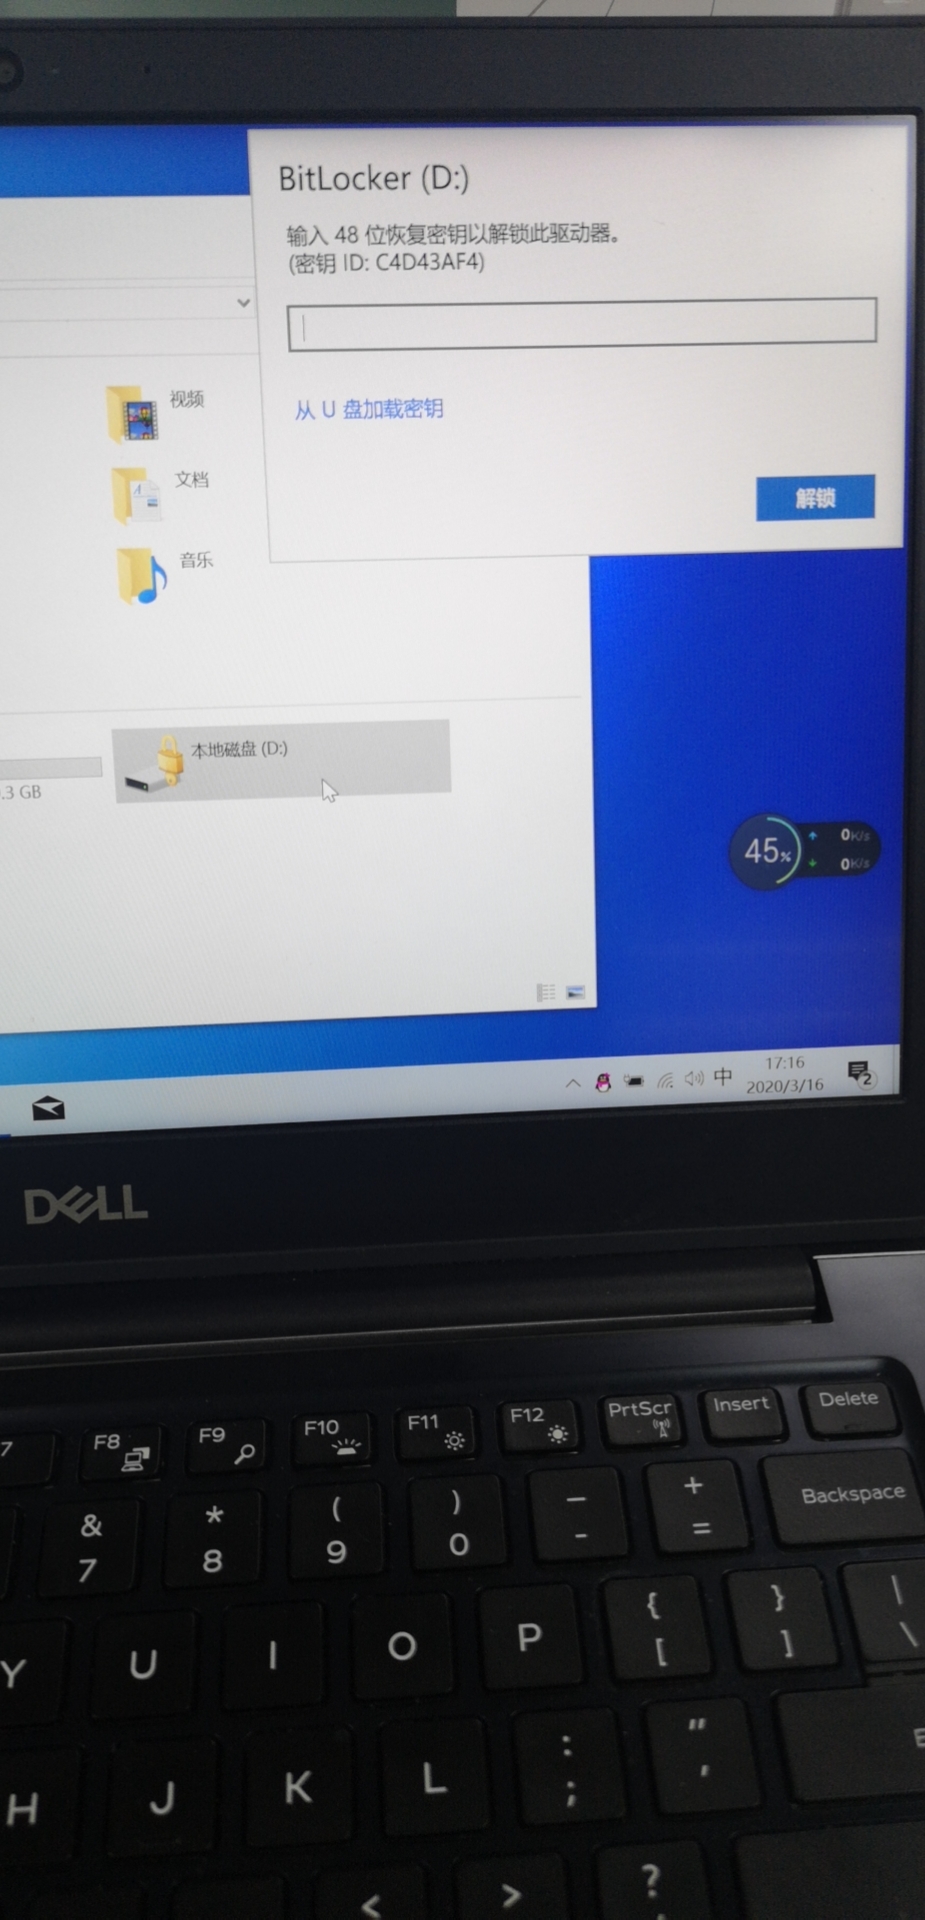 BitLocker (D:)
输入 48 位恢复密钥以解锁此驱动器。
(密钥 ID: C4D43AF4)
从 U 盘加载密钥
解锁
视频
文档
音乐
本地磁盘 (D:)
.3 GB
45%
0K/s
0K/s
中
17:16
2020/3/16
2
DELL
7
F8
F9
F10
F11
F12
PrtScr
Insert
Delete
& 7
* 8
( 9
) 0
– -
+ =
Backspace
Y
U
I
O
P
{ [
} ]
| \
H
J
K
L
: ;
" '
E
<
>
?